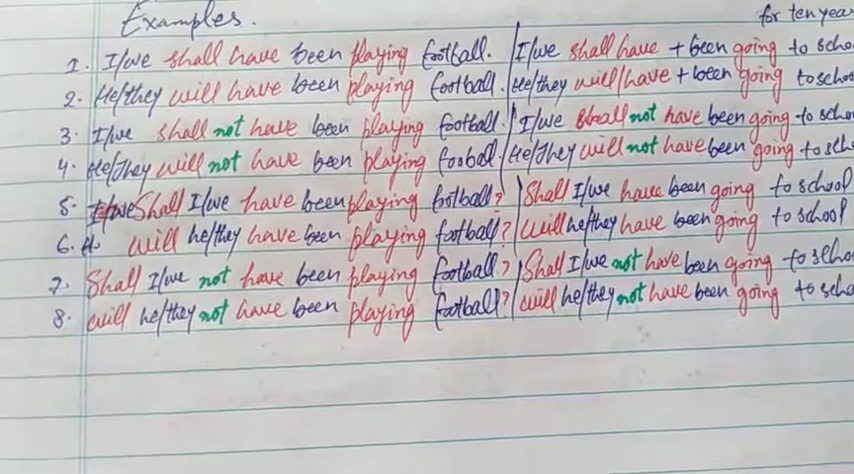 Examples. for ten year
1. I/we shall have been playing football. I/we shall have + been going to scho
2. He/they will have been playing football. He/they will/have + been going to scho
3. I/we shall not have been playing football. I/we shall not have been going to scho
4. He/They will not have been playing fooball. He/They will not have been going to sch
5. Shall I/we have been playing football? Shall I/we have been going to school
6. will he/they have been playing football? Will he/they have been going to school
7. Shall I/we not have been playing football? Shall I/we not have been going to scho
8. will he/they not have been playing football? will he/they not have been going to scho